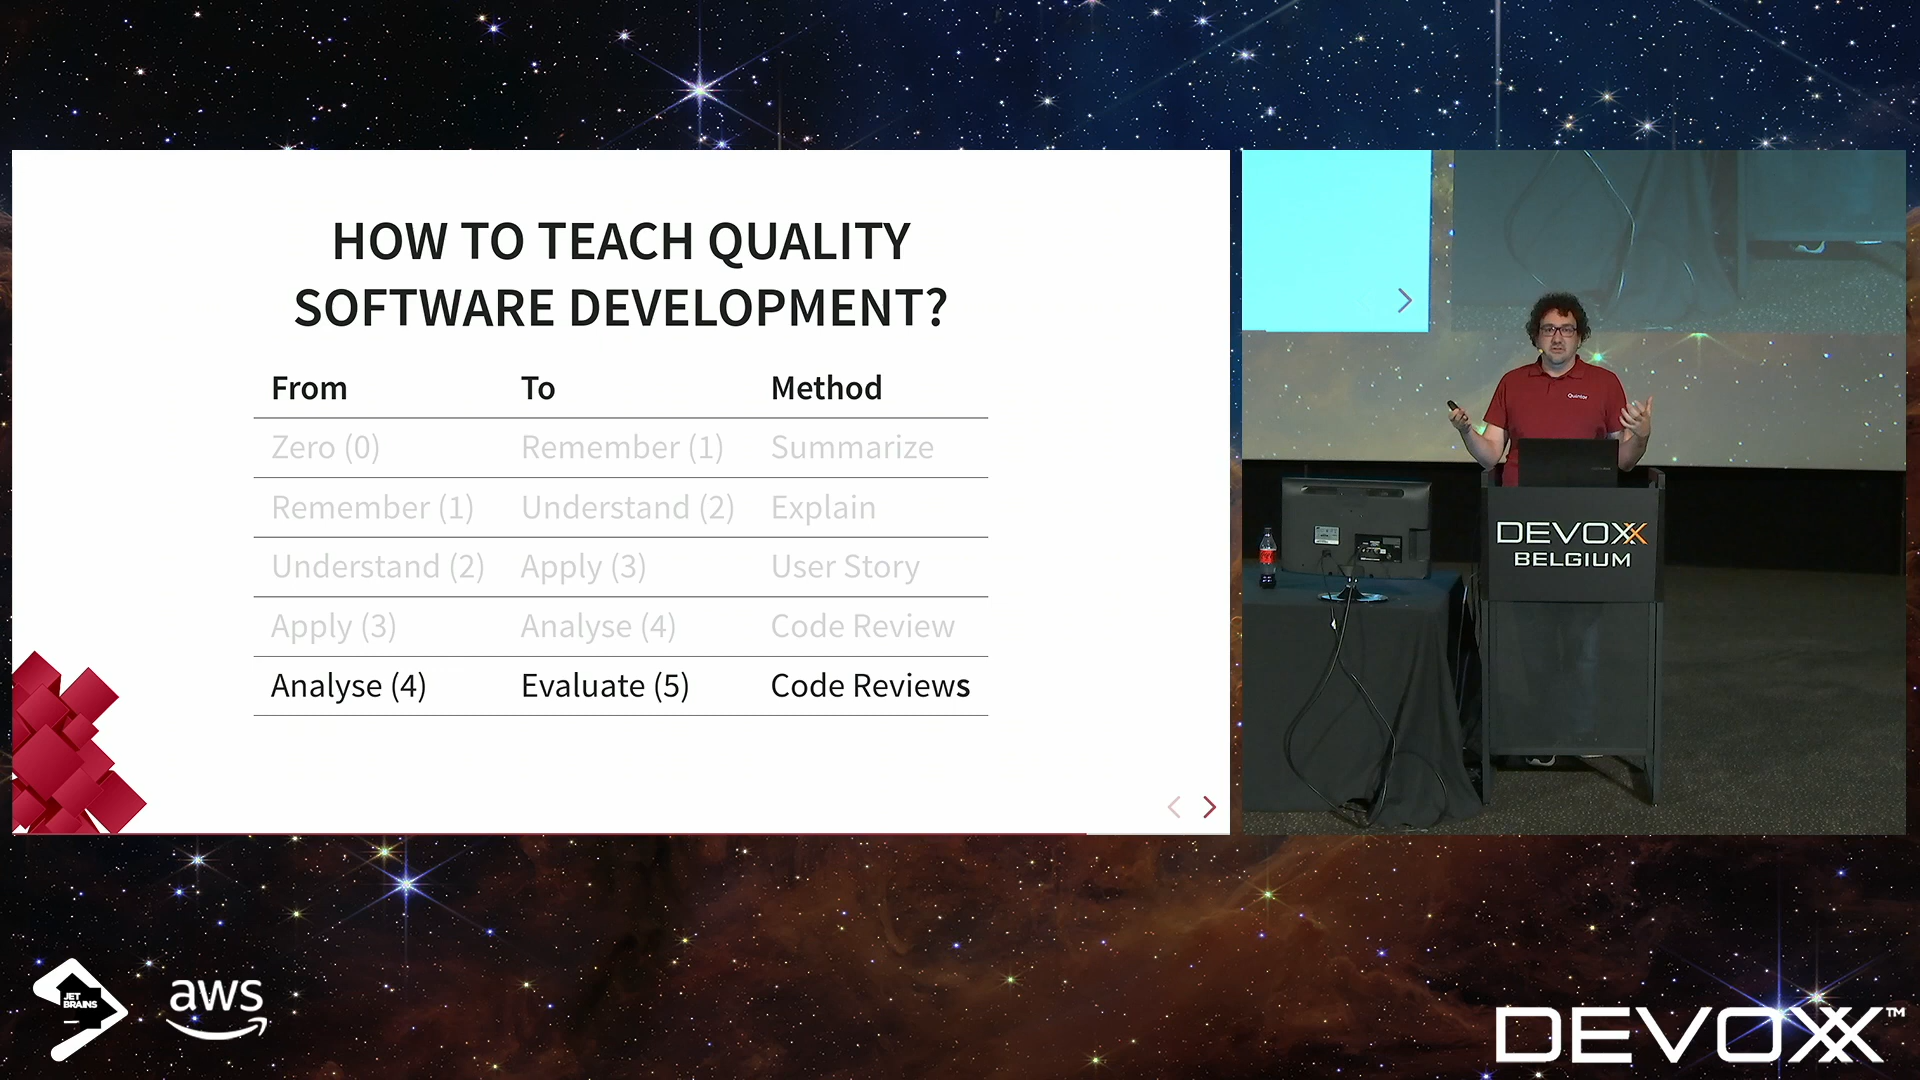 HOW TO TEACH QUALITY
SOFTWARE DEVELOPMENT?
From To Method
Zero (0) Remember (1) Summarize
Remember (1) Understand (2) Explain
Understand (2) Apply (3) User Story
Apply (3) Analyse (4) Code Review
Analyse (4) Evaluate (5) Code Reviews
Quintor
DEVOXX
BELGIUM
JET
BRAINS
aws
DEVOXX™